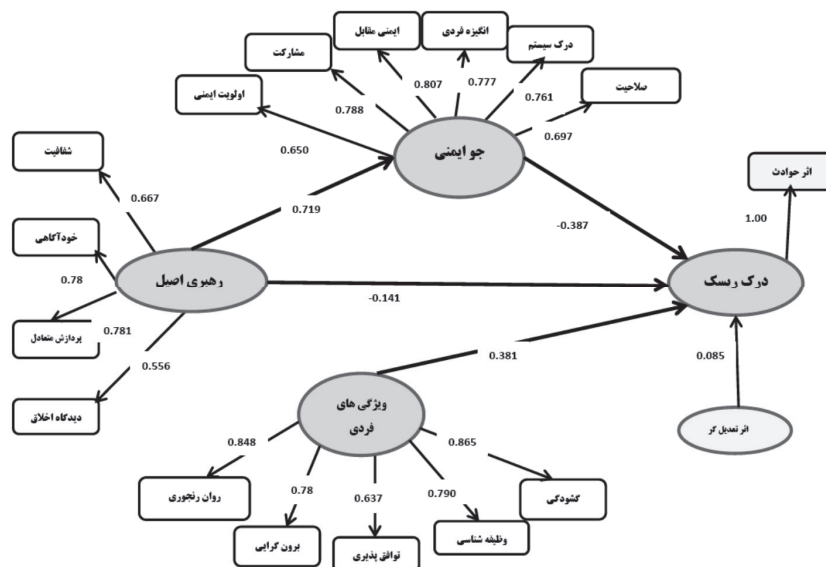 انگیزه فردی
ایمنی مقابل
درک سیستم
مشارکت
صلاحیت
اولویت ایمنی
0.807
0.777
0.761
0.788
0.697
0.650
جو ایمنی
شفافیت
اثر حوادث
0.667
0.719
-0.387
1.00
خودآگاهی
رهبری اصیل
درک ریسک
0.78
-0.141
پردازش متعادل
0.781
0.556
0.381
0.085
دیدگاه اخلاق
ویژگی های
فردی
اثر تعدیل گر
0.848
0.865
0.78
0.637
0.790
روان رنجوری
گشودگی
برون گرایی
توافق پذیری
وظیفه شناسی